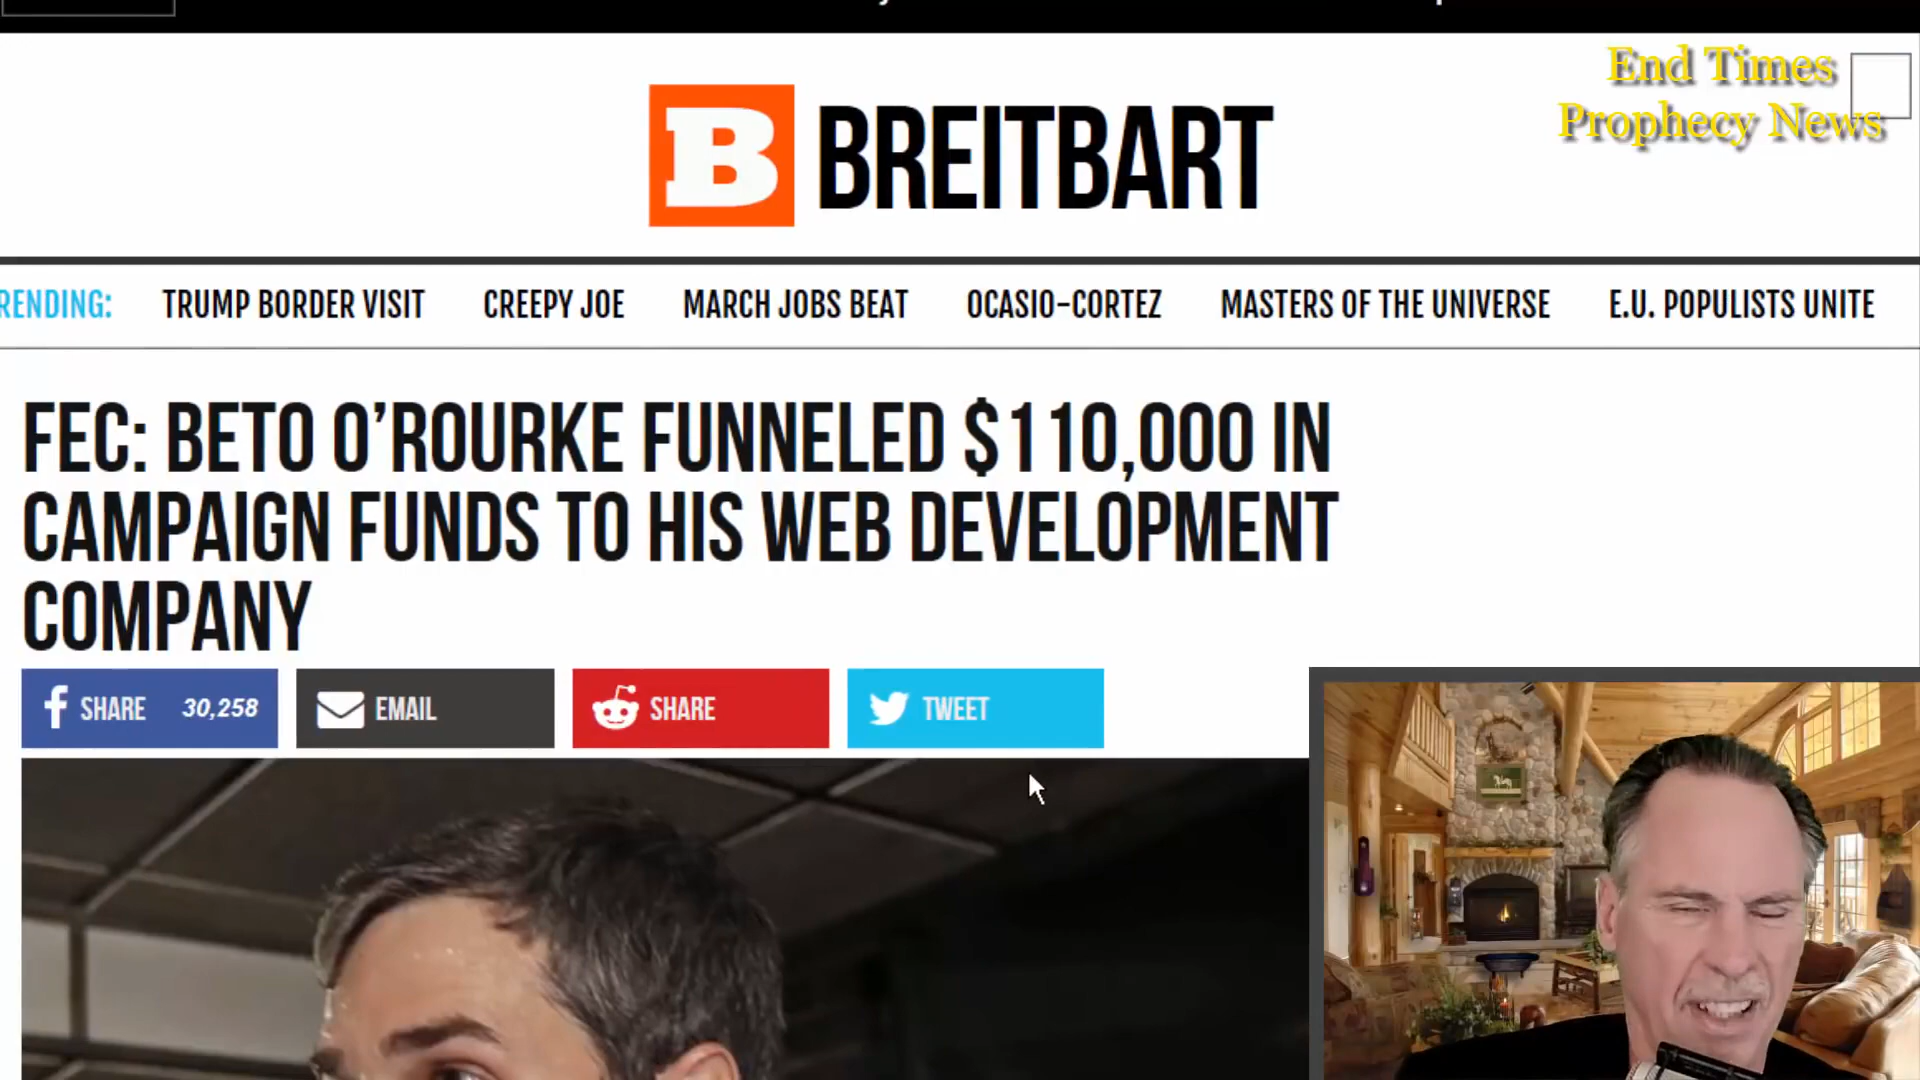 End Times
Prophecy News
B BREITBART
RENDING: TRUMP BORDER VISIT CREEPY JOE MARCH JOBS BEAT OCASIO-CORTEZ MASTERS OF THE UNIVERSE E.U. POPULISTS UNITE
FEC: BETO O'ROURKE FUNNELED $110,000 IN
CAMPAIGN FUNDS TO HIS WEB DEVELOPMENT
COMPANY
f SHARE 30,258 EMAIL SHARE TWEET